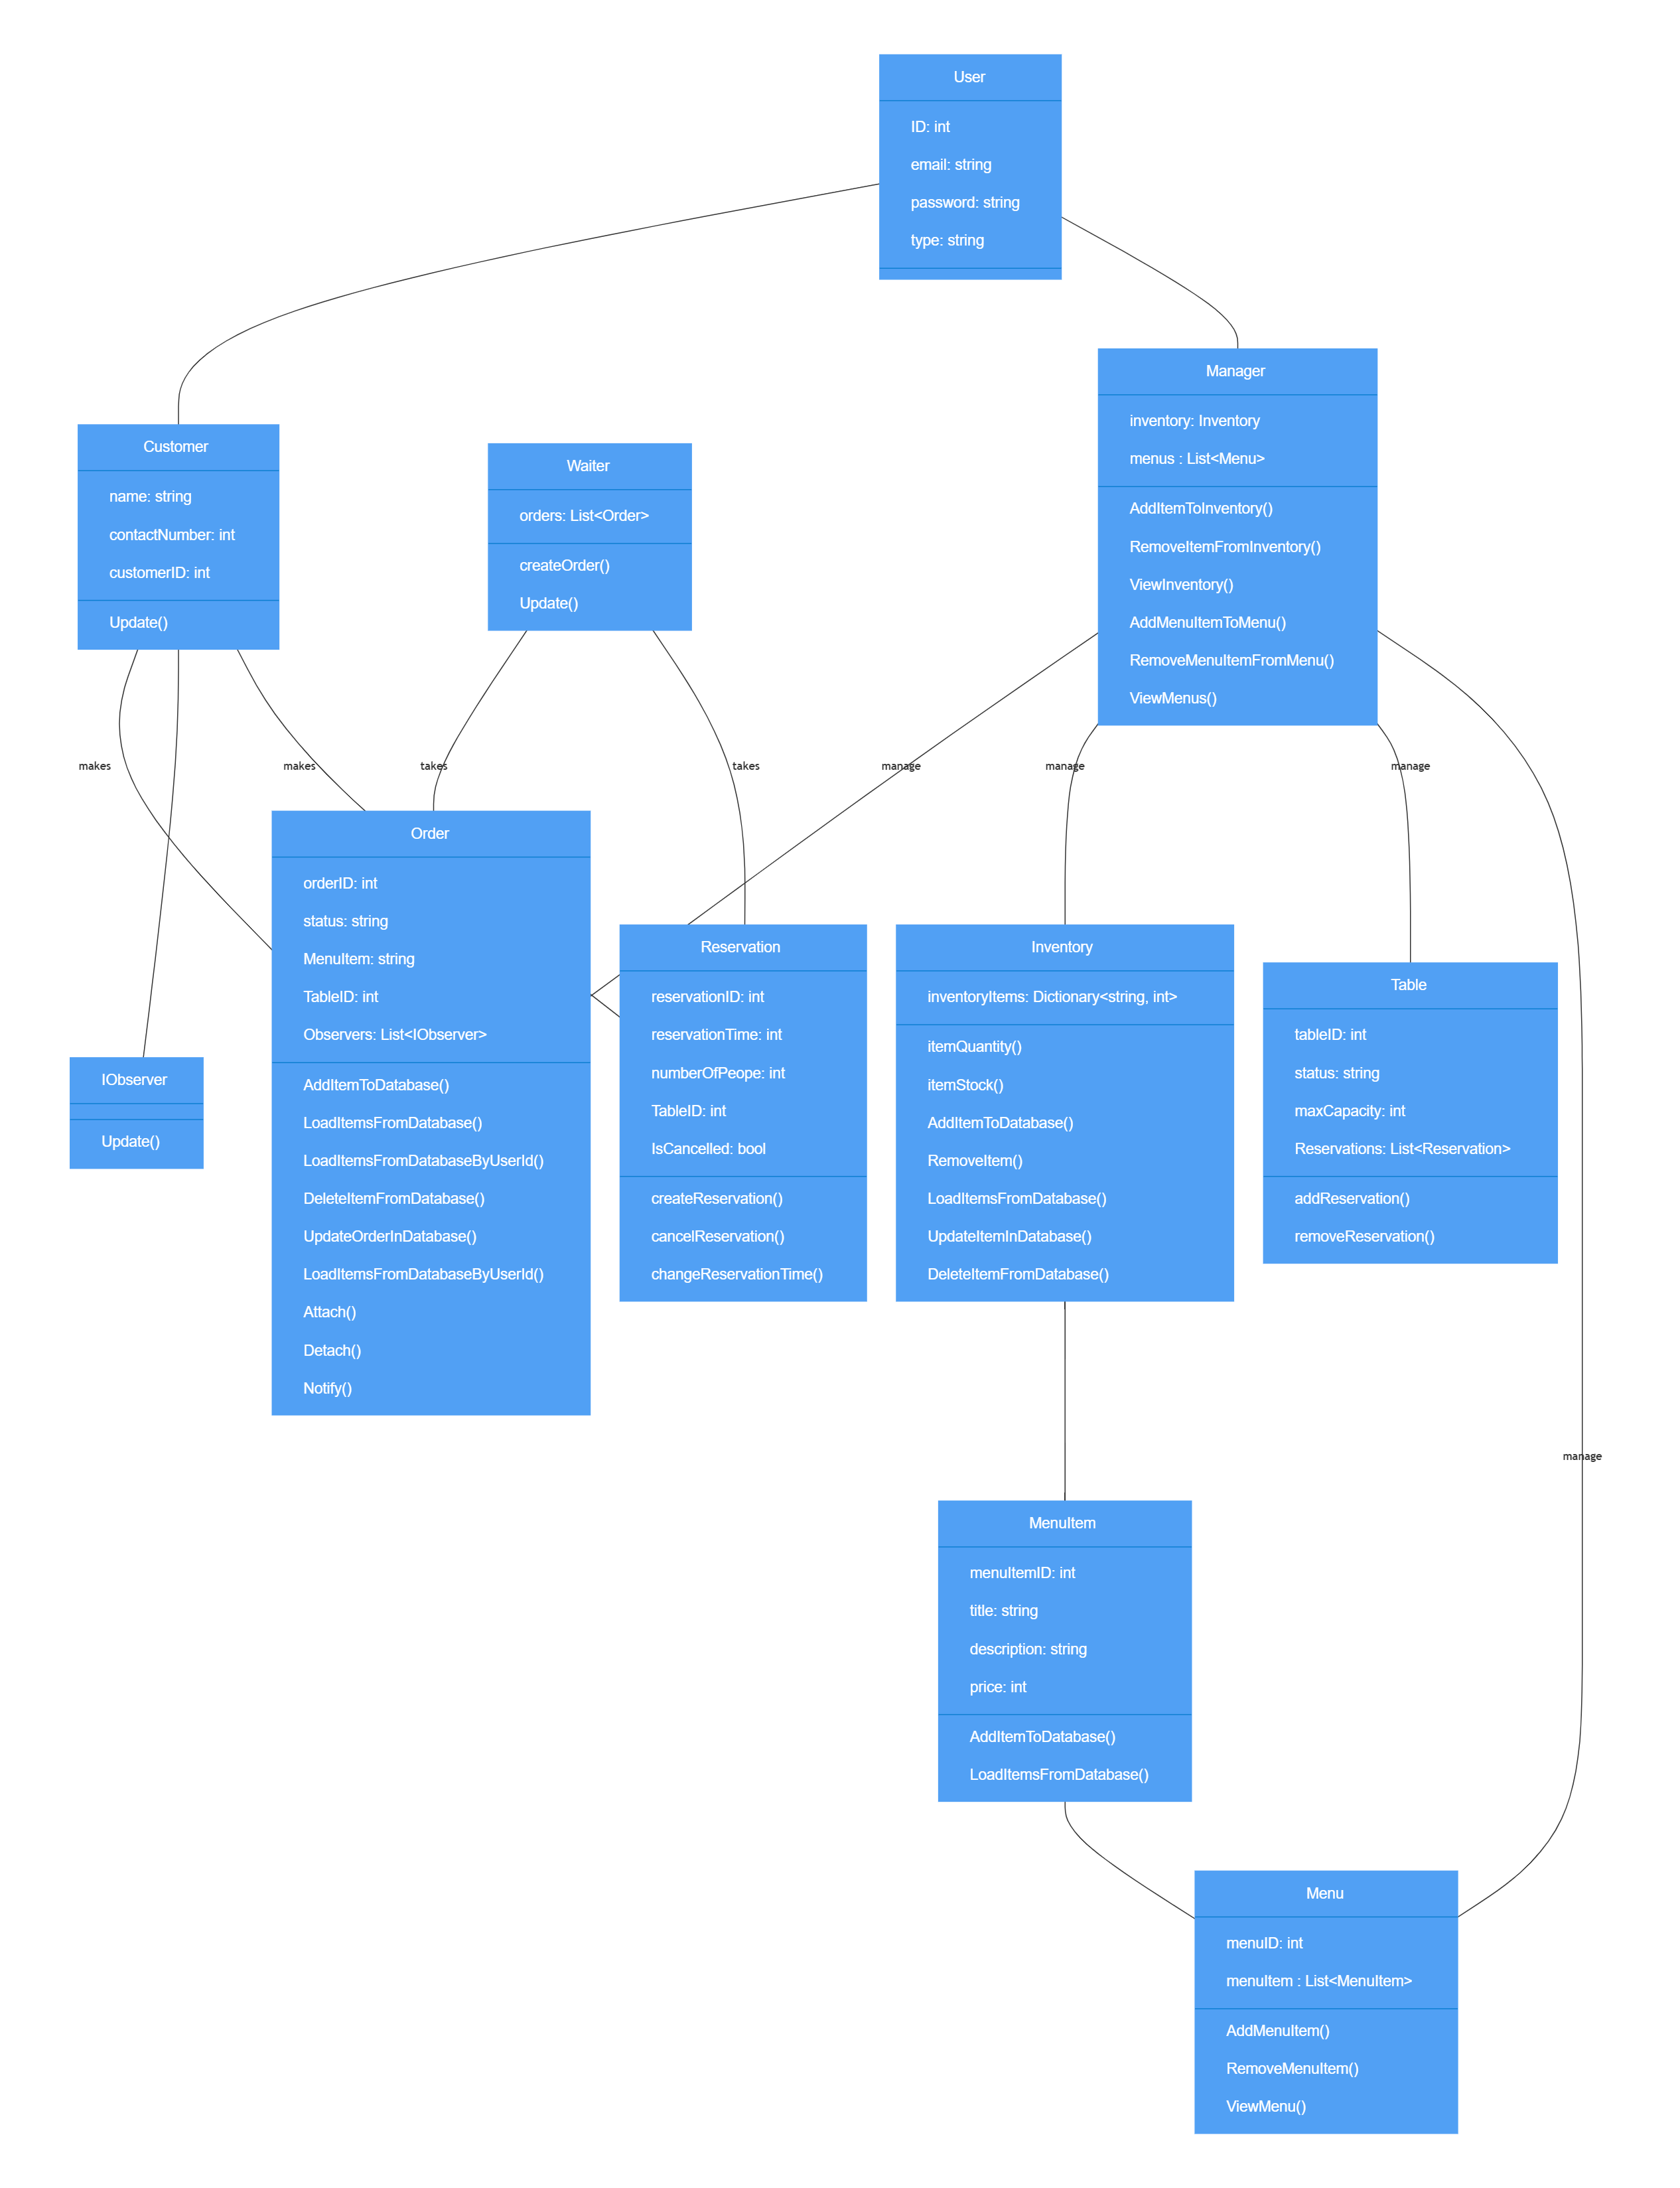 User
ID: int
email: string
password: string
type: string
Manager
inventory: Inventory
menus : List<Menu>
AddItemToInventory()
RemoveItemFromInventory()
ViewInventory()
AddMenuItemToMenu()
RemoveMenuItemFromMenu()
ViewMenus()
Customer
name: string
contactNumber: int
customerID: int
Update()
Waiter
orders: List<Order>
createOrder()
Update()
makes
makes
takes
takes
manage
manage
manage
Order
orderID: int
status: string
MenuItem: string
TableID: int
Observers: List<IObserver>
AddItemToDatabase()
LoadItemsFromDatabase()
LoadItemsFromDatabaseByUserId()
DeleteItemFromDatabase()
UpdateOrderInDatabase()
LoadItemsFromDatabaseByUserId()
Attach()
Detach()
Notify()
Reservation
reservationID: int
reservationTime: int
numberOfPeope: int
TableID: int
IsCancelled: bool
createReservation()
cancelReservation()
changeReservationTime()
Inventory
inventoryItems: Dictionary<string, int>
itemQuantity()
itemStock()
AddItemToDatabase()
RemoveItem()
LoadItemsFromDatabase()
UpdateItemInDatabase()
DeleteItemFromDatabase()
Table
tableID: int
status: string
maxCapacity: int
Reservations: List<Reservation>
addReservation()
removeReservation()
IObserver
Update()
manage
MenuItem
menuItemID: int
title: string
description: string
price: int
AddItemToDatabase()
LoadItemsFromDatabase()
Menu
menuID: int
menuItem : List<MenuItem>
AddMenuItem()
RemoveMenuItem()
ViewMenu()